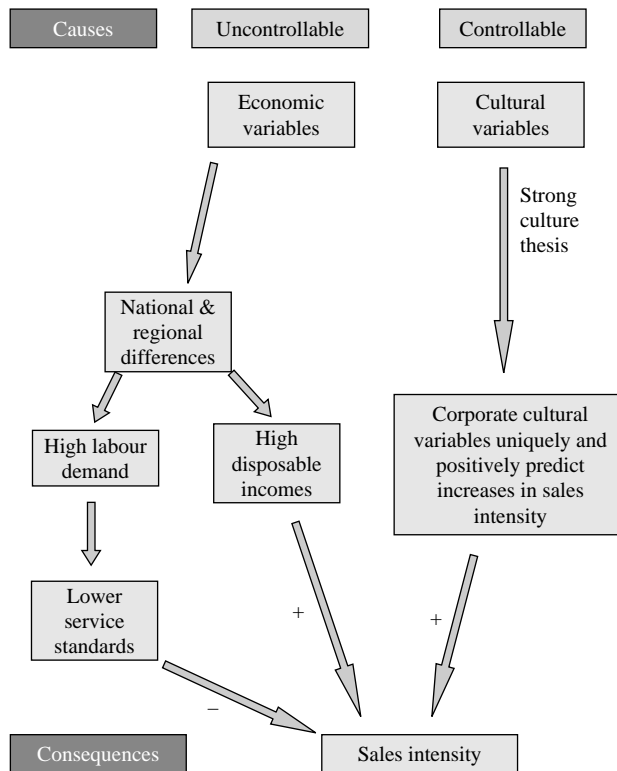 Causes
Uncontrollable
Controllable
Economic
variables
Cultural
variables
Strong
culture
thesis
National &
regional
differences
High labour
demand
High
disposable
incomes
Corporate cultural
variables uniquely and
positively predict
increases in sales
intensity
Lower
service
standards
+
+
−
Consequences
Sales intensity